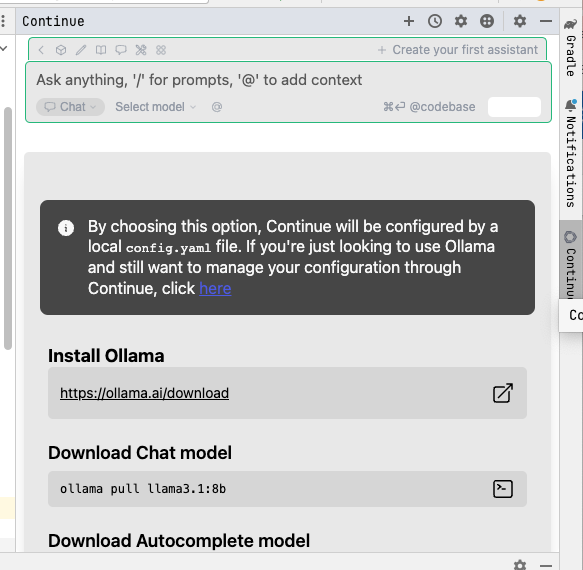 Continue
+ Create your first assistant
Ask anything, '/' for prompts, '@' to add context
Chat
Select model
@
⌘⏎ @codebase
By choosing this option, Continue will be configured by a
local config.yaml file. If you're just looking to use Ollama
and still want to manage your configuration through
Continue, click here
Install Ollama
https://ollama.ai/download
Download Chat model
ollama pull llama3.1:8b
Download Autocomplete model
Gradle
Notifications
Continue